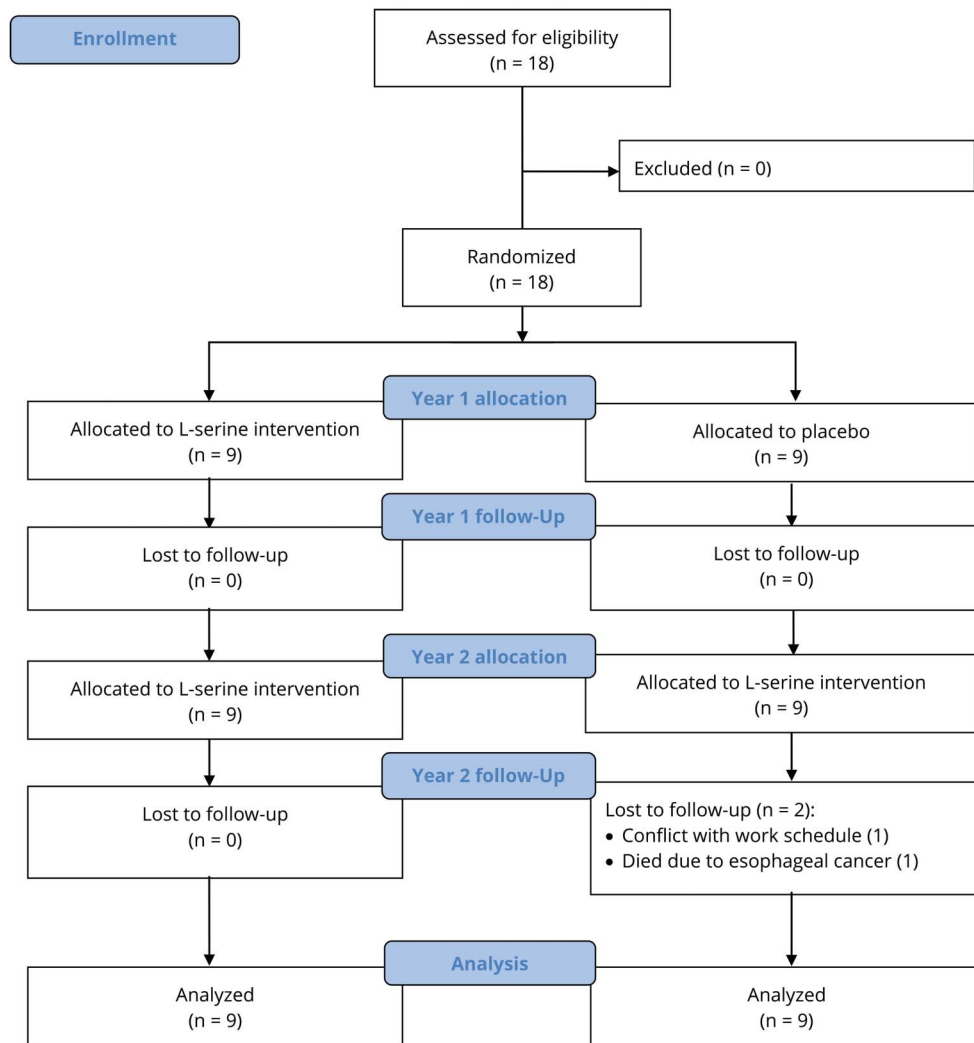 Enrollment
Assessed for eligibility
(n = 18)
Excluded (n = 0)
Randomized
(n = 18)
Year 1 allocation
Allocated to L-serine intervention
(n = 9)
Allocated to placebo
(n = 9)
Year 1 follow-Up
Lost to follow-up
(n = 0)
Lost to follow-up
(n = 0)
Year 2 allocation
Allocated to L-serine intervention
(n = 9)
Allocated to L-serine intervention
(n = 9)
Year 2 follow-Up
Lost to follow-up
(n = 0)
Lost to follow-up (n = 2):
• Conflict with work schedule (1)
• Died due to esophageal cancer (1)
Analysis
Analyzed
(n = 9)
Analyzed
(n = 9)